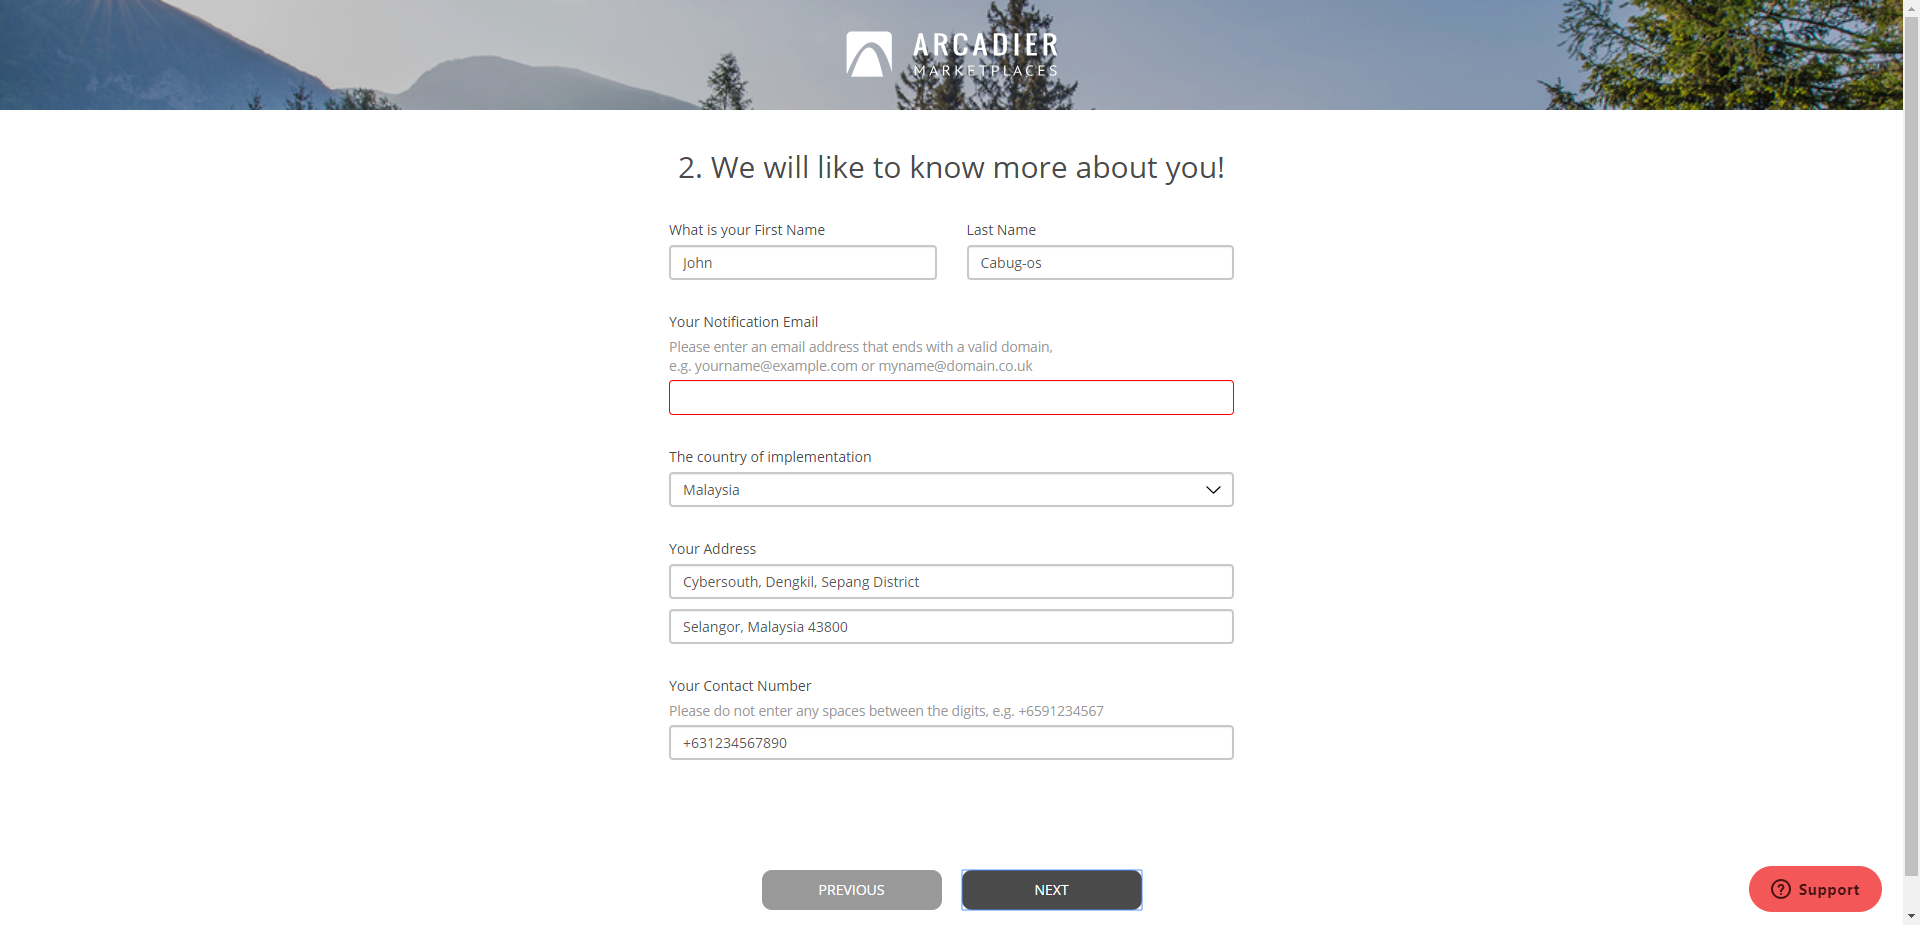 ARCADIER
MARKETPLACES
2. We will like to know more about you!
What is your First Name
Last Name
John
Cabug-os
Your Notification Email
Please enter an email address that ends with a valid domain,
e.g. yourname@example.com or myname@domain.co.uk
The country of implementation
Malaysia
Your Address
Cybersouth, Dengkil, Sepang District
Selangor, Malaysia 43800
Your Contact Number
Please do not enter any spaces between the digits, e.g. +6591234567
+631234567890
PREVIOUS
NEXT
Support